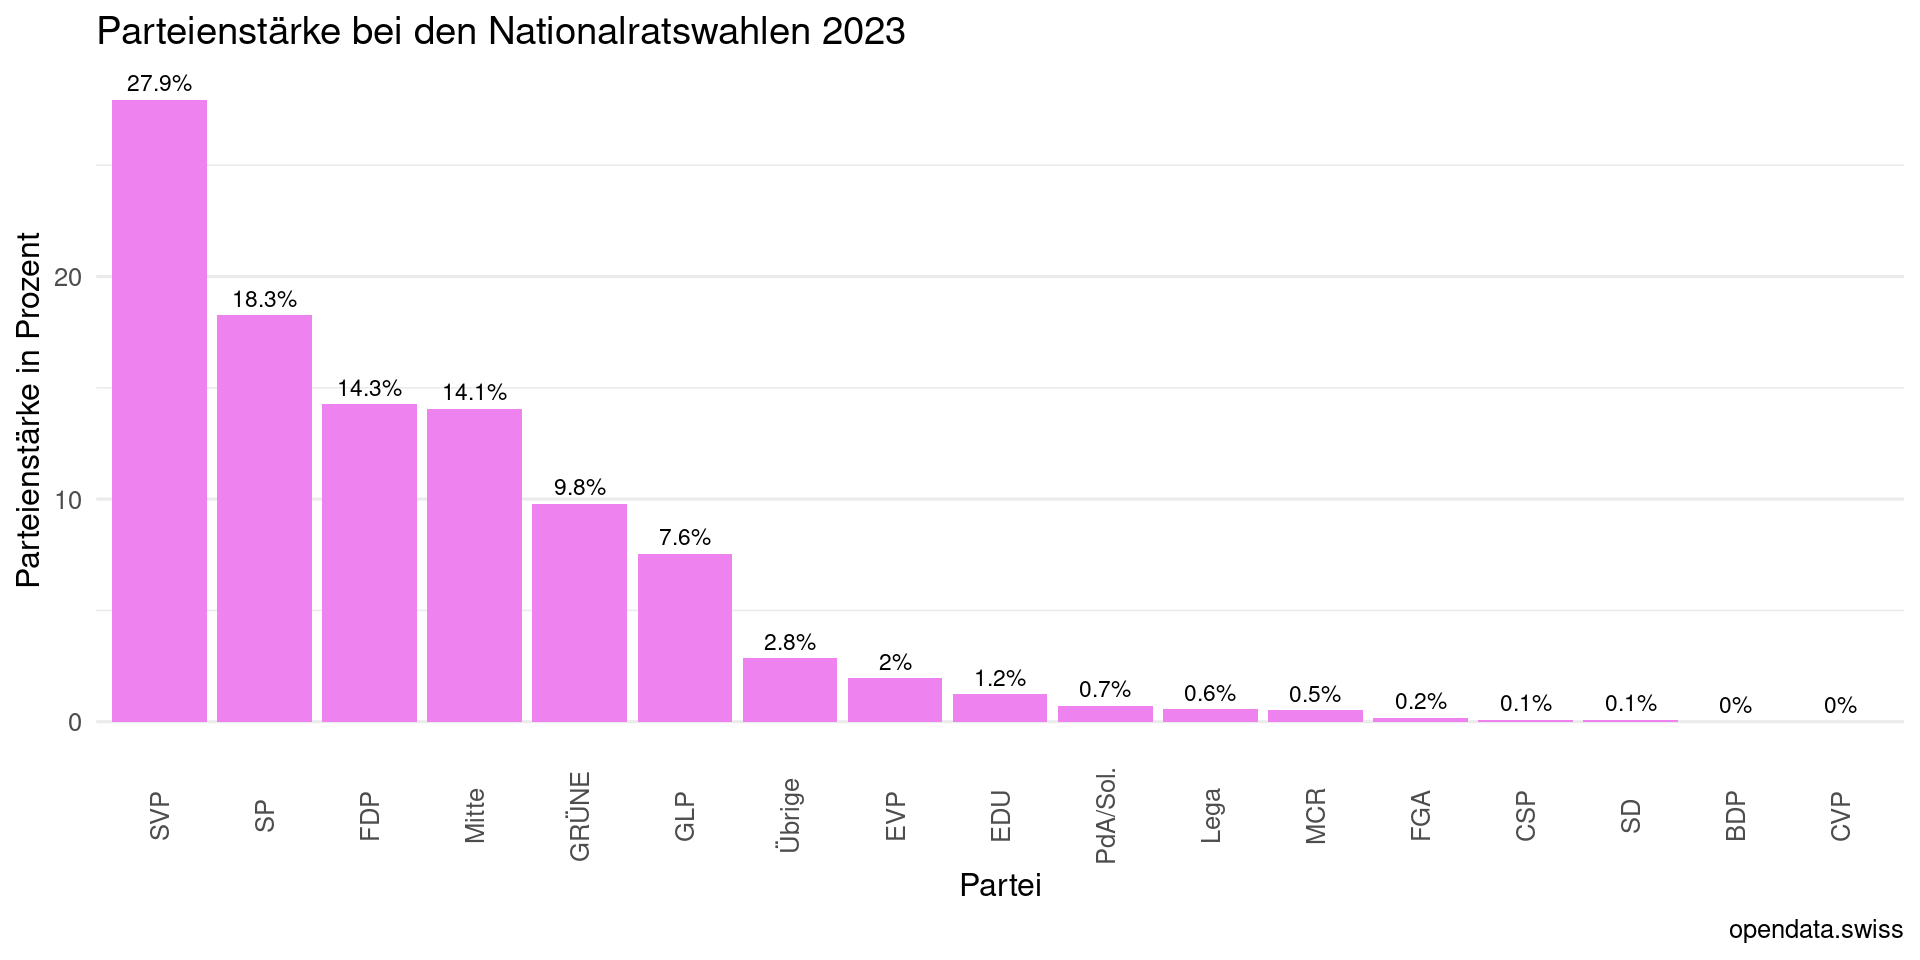 Parteienstärke bei den Nationalratswahlen 2023
Parteienstärke in Prozent
20
10
0
27.9%
18.3%
14.3%
14.1%
9.8%
7.6%
2.8%
2%
1.2%
0.7%
0.6%
0.5%
0.2%
0.1%
0.1%
0%
0%
SVP
SP
FDP
Mitte
GRÜNE
GLP
Übrige
EVP
EDU
PdA/Sol.
Lega
MCR
FGA
CSP
SD
BDP
CVP
Partei
opendata.swiss